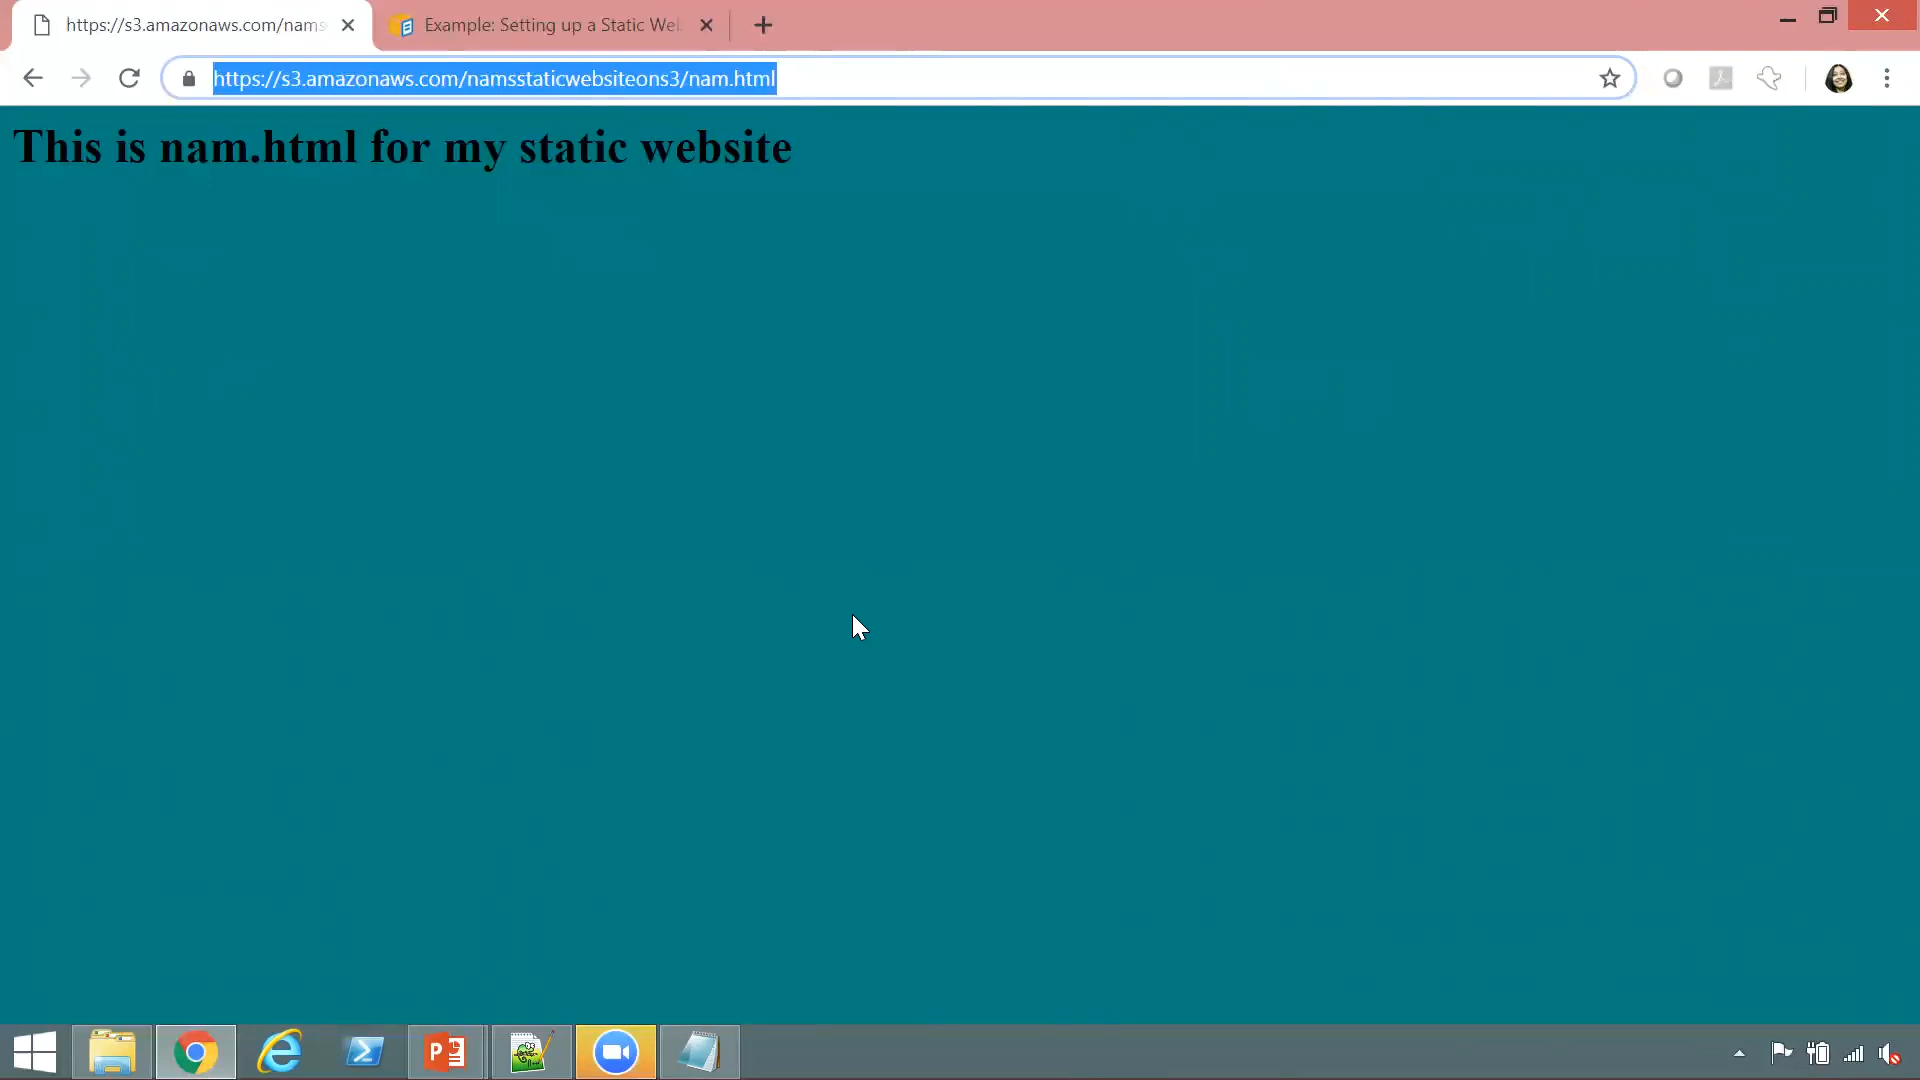 https://s3.amazonaws.com/nams
Example: Setting up a Static Web
https://s3.amazonaws.com/namsstaticwebsiteons3/nam.html
This is nam.html for my static website